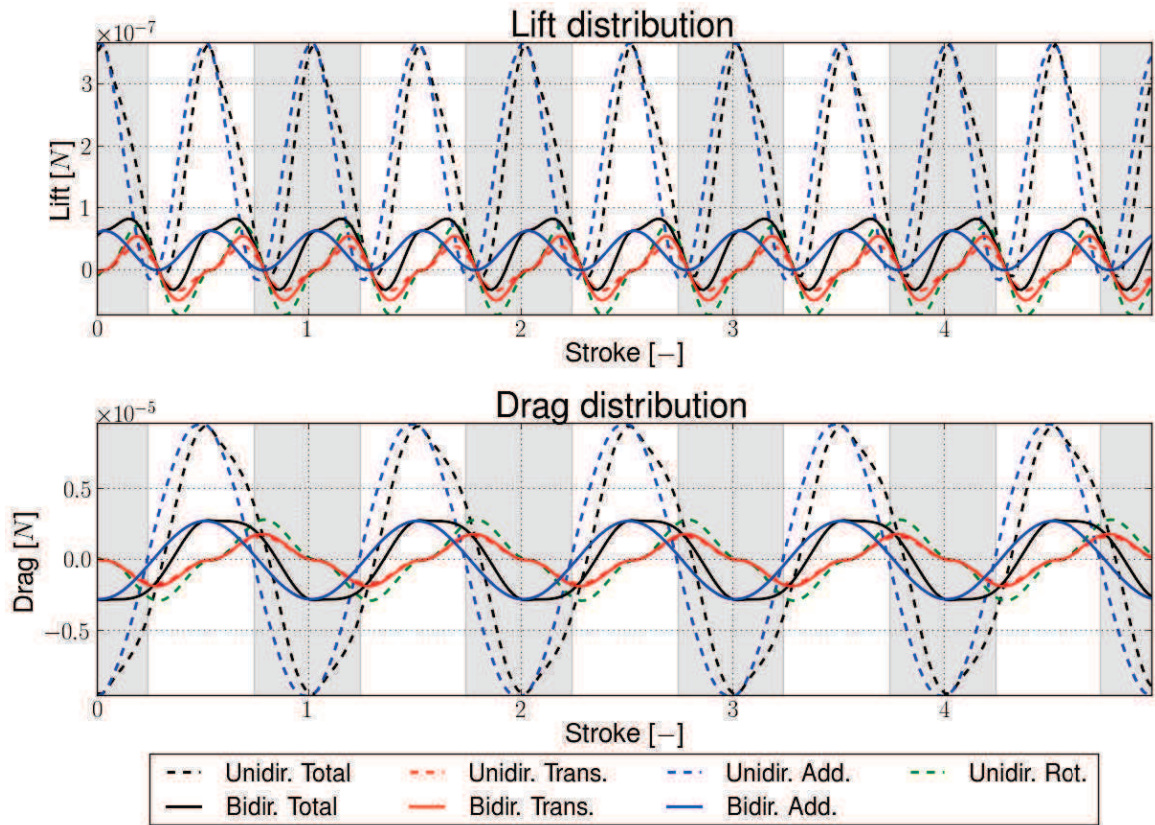 Lift distribution
×10⁻⁷
3
2
1
0
Lift [N]
0 1 2 3 4
Stroke [−]
Drag distribution
×10⁻⁵
0.5
0.0
−0.5
Drag [N]
0 1 2 3 4
Stroke [−]
Unidir. Total Unidir. Trans. Unidir. Add. Unidir. Rot.
Bidir. Total Bidir. Trans. Bidir. Add.